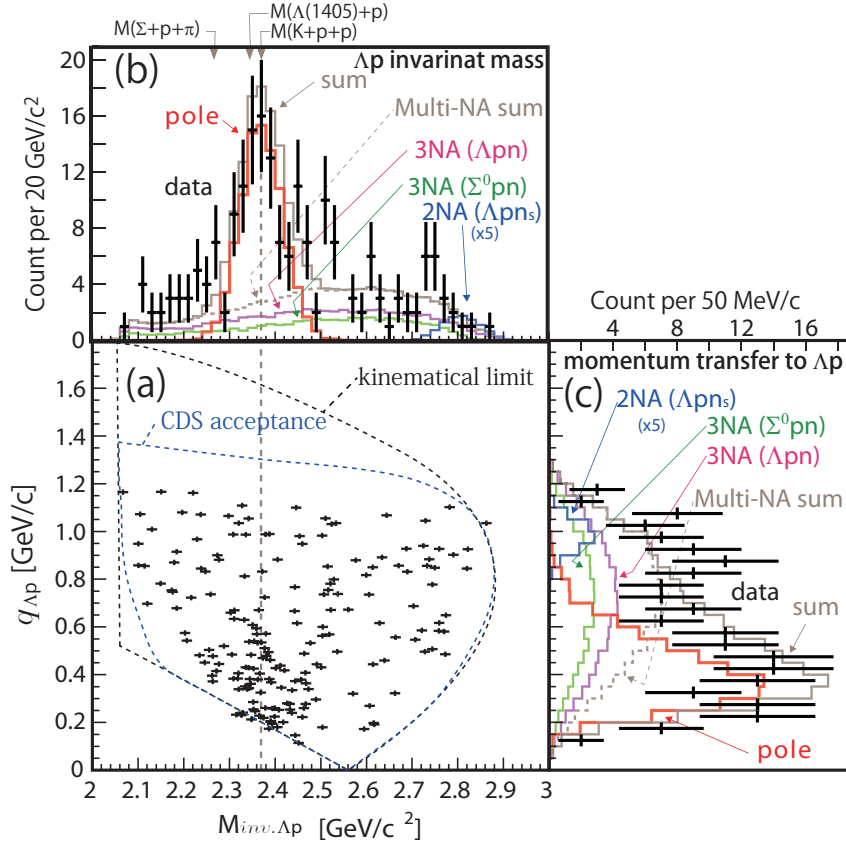 M(Λ(1405)+p)
M(Σ+p+π) M(K+p+p)
(b)
Λp invarinat mass
sum
Multi-NA sum
pole
3NA (Λpn)
data
3NA (Σ⁰pn)
2NA (Λpnₛ)
(x5)
Count per 20 GeV/c²
20
16
12
8
4
0
Count per 50 MeV/c
4 8 12 16
(a)
kinematical limit
CDS acceptance
q Λp [GeV/c]
1.6
1.4
1.2
1.0
0.8
0.6
0.4
0.2
0
2 2.1 2.2 2.3 2.4 2.5 2.6 2.7 2.8 2.9 3
M inv.Λp [GeV/c²]
momentum transfer to Λp
(c)
2NA (Λpnₛ)
(x5)
3NA (Σ⁰pn)
3NA (Λpn)
Multi-NA sum
data
sum
pole